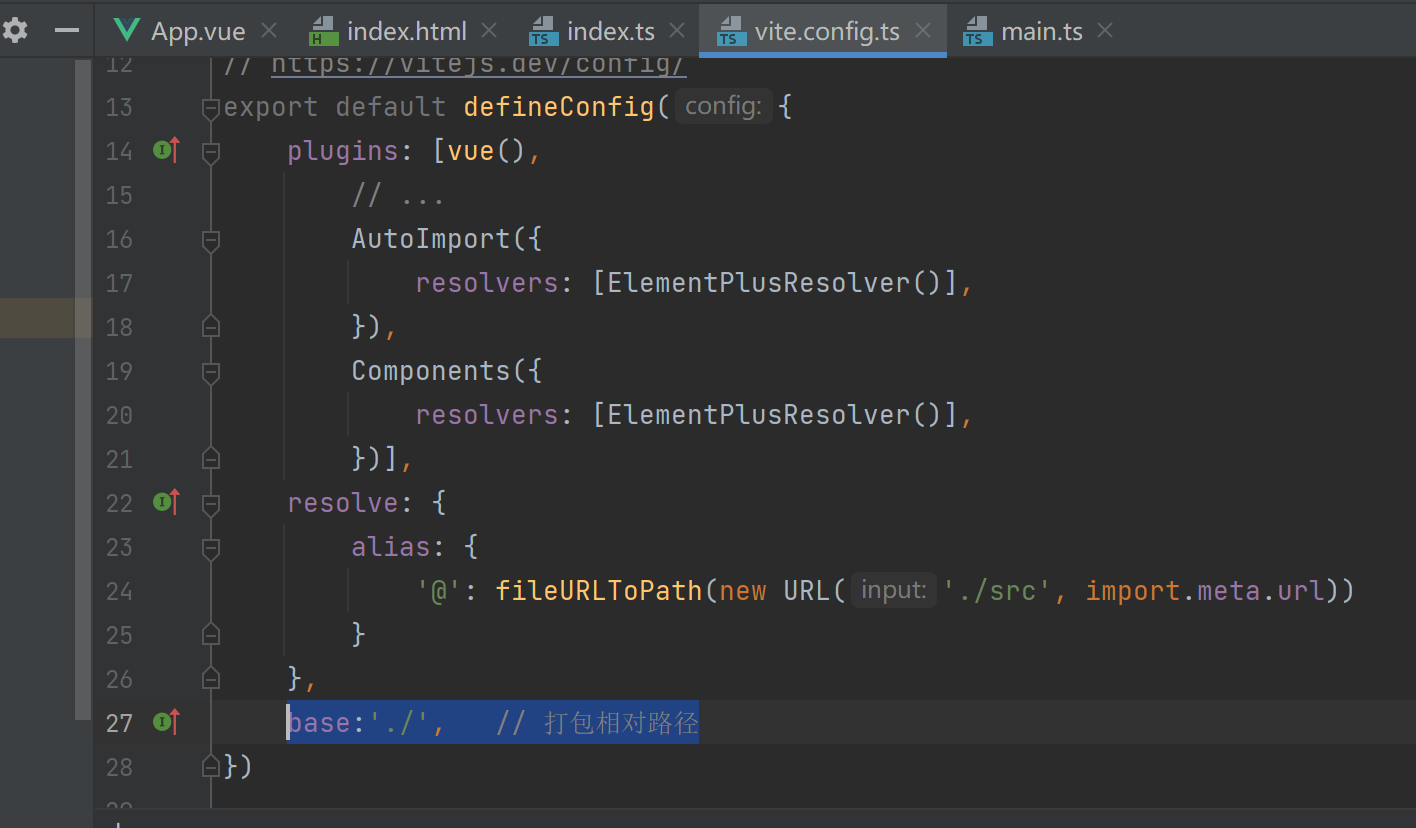 App.vue index.html index.ts vite.config.ts main.ts
12 // https://vitejs.dev/config/
13 export default defineConfig( config: {
14 plugins: [vue(),
15 // ...
16 AutoImport({
17 resolvers: [ElementPlusResolver()],
18 }),
19 Components({
20 resolvers: [ElementPlusResolver()],
21 })],
22 resolve: {
23 alias: {
24 '@': fileURLToPath(new URL( input: './src', import.meta.url))
25 }
26 },
27 base:'./', // 打包相对路径
28 })
29